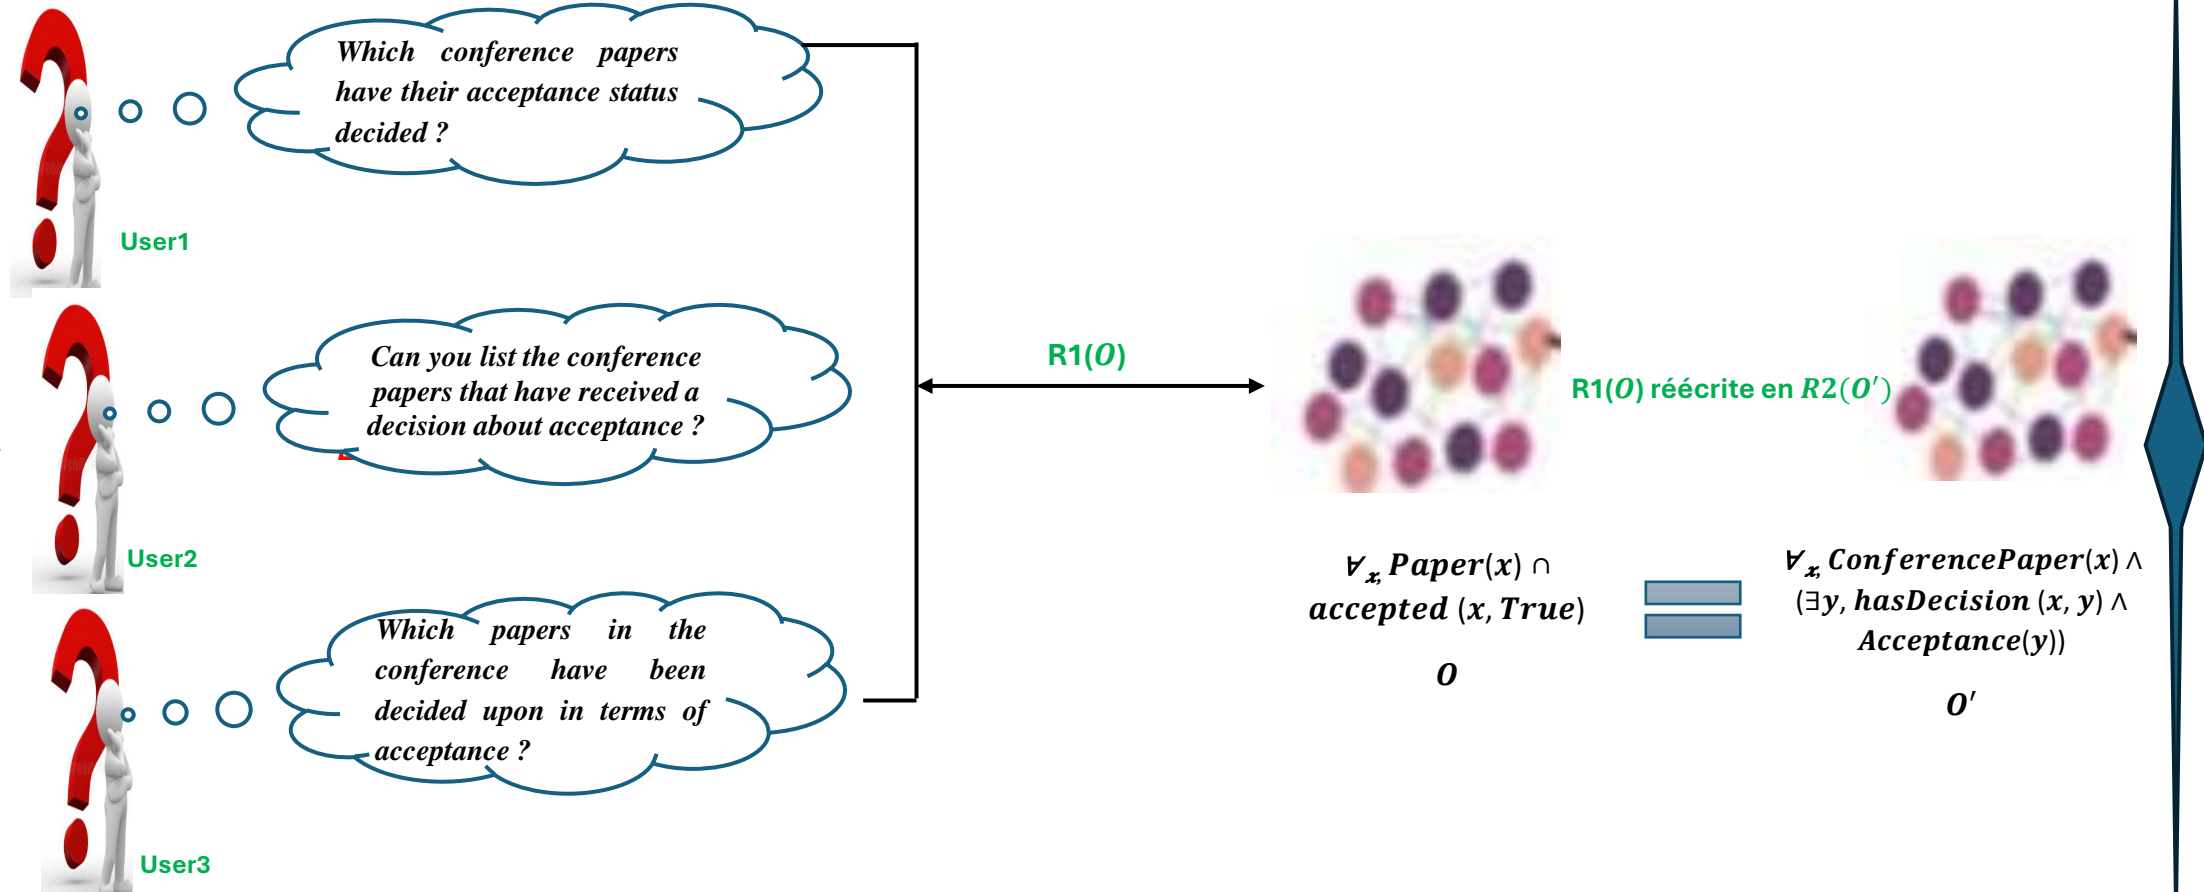 Which conference papers
have their acceptance status
decided ?
User1
Can you list the conference
papers that have received a
decision about acceptance ?
User2
Which papers in the
conference have been
decided upon in terms of
acceptance ?
User3
R1(O)
R1(O) réécrite en R2(O′)
∀x, Paper(x) ∩
accepted (x, True)
O
∀x, ConferencePaper(x) ∧
(∃y, hasDecision (x, y) ∧
Acceptance(y))
O′